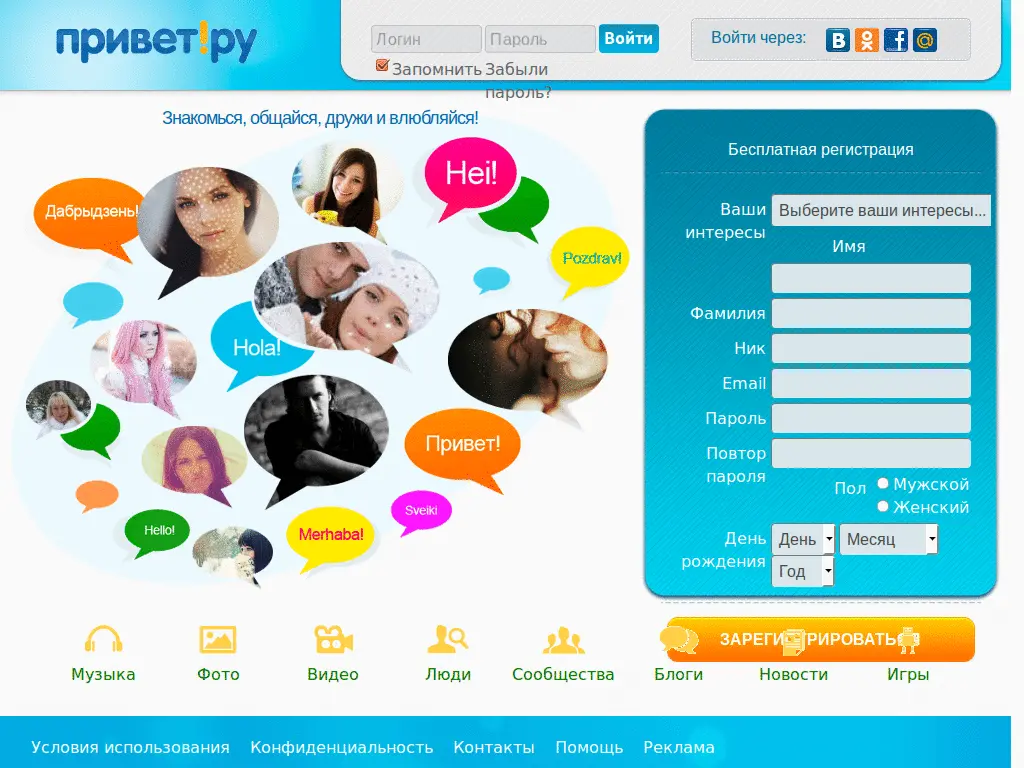 привет!ру
Логин
Пароль
Войти
Войти через:
Запомнить
Забыли
пароль?
Знакомься, общайся, дружи и влюбляйся!
Дабрыдзень!
Hei!
Pozdrav!
Hola!
Привет!
Sveiki
Hello!
Merhaba!
Бесплатная регистрация
Ваши
интересы
Выберите ваши интересы...
Имя
Фамилия
Ник
Email
Пароль
Повтор
пароля
Пол
Мужской
Женский
День
рождения
День
Месяц
Год
Музыка
Фото
Видео
Люди
Сообщества
Блоги
Новости
Игры
Условия использования
Конфиденциальность
Контакты
Помощь
Реклама